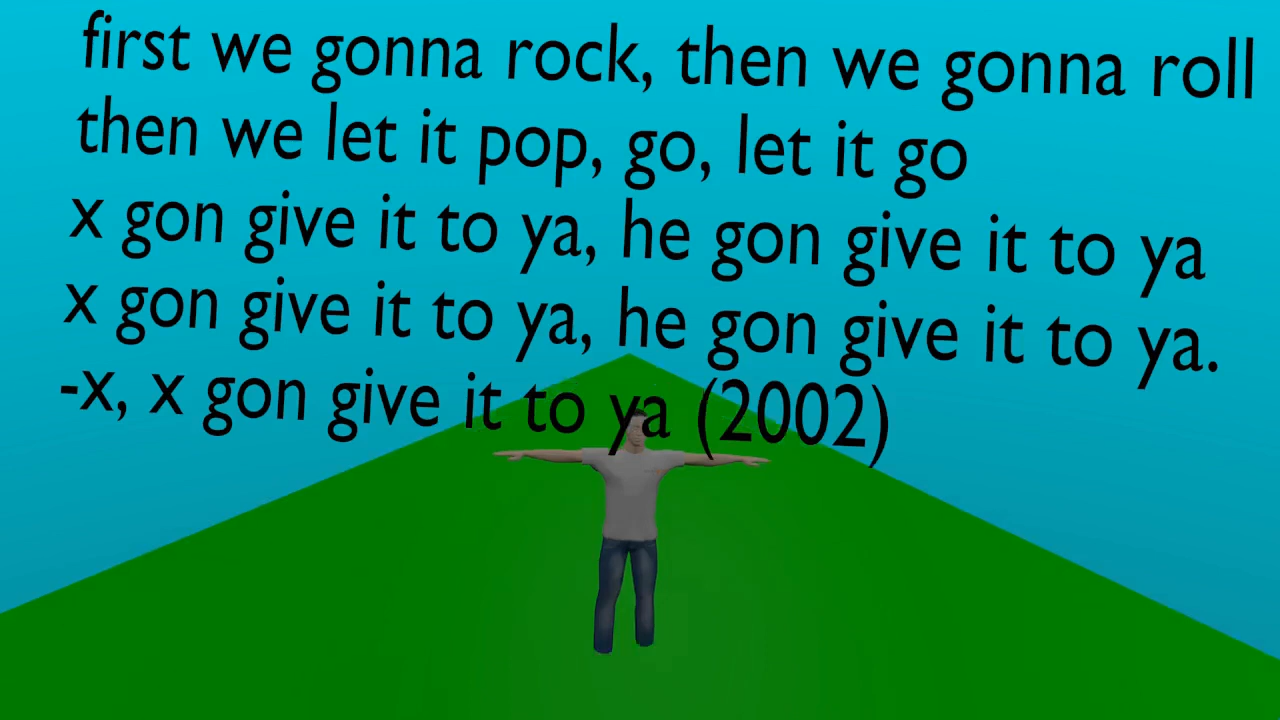 first we gonna rock, then we gonna roll
then we let it pop, go, let it go
x gon give it to ya, he gon give it to ya
x gon give it to ya, he gon give it to ya.
-x, x gon give it to ya (2002)